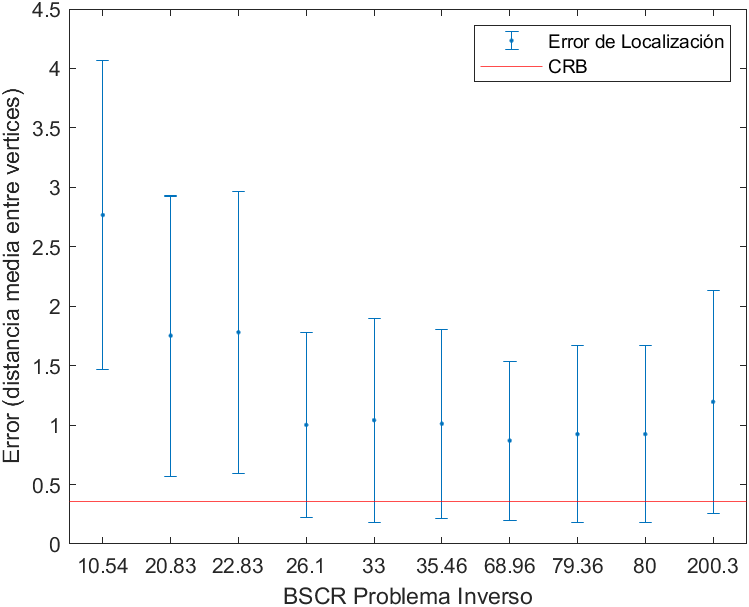 4.5
4
3.5
3
2.5
2
1.5
1
0.5
0
Error (distancia media entre vertices)
Error de Localización
CRB
10.54 20.83 22.83 26.1 33 35.46 68.96 79.36 80 200.3
BSCR Problema Inverso